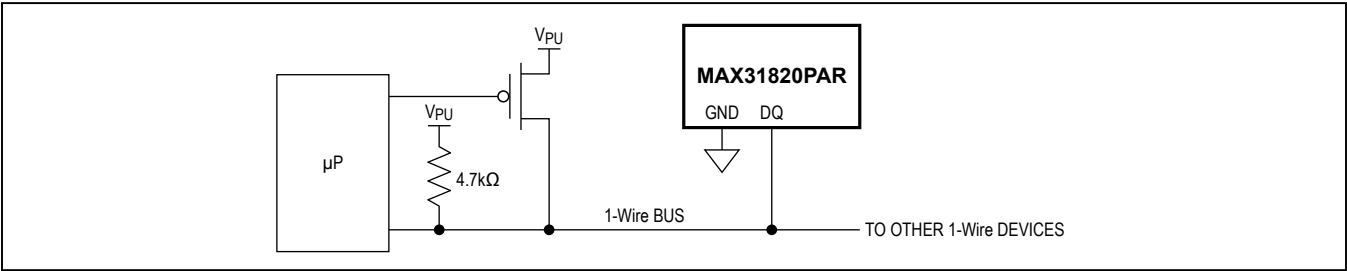 VPU
MAX31820PAR
VPU
GND DQ
µP
4.7kΩ
1-Wire BUS
TO OTHER 1-Wire DEVICES